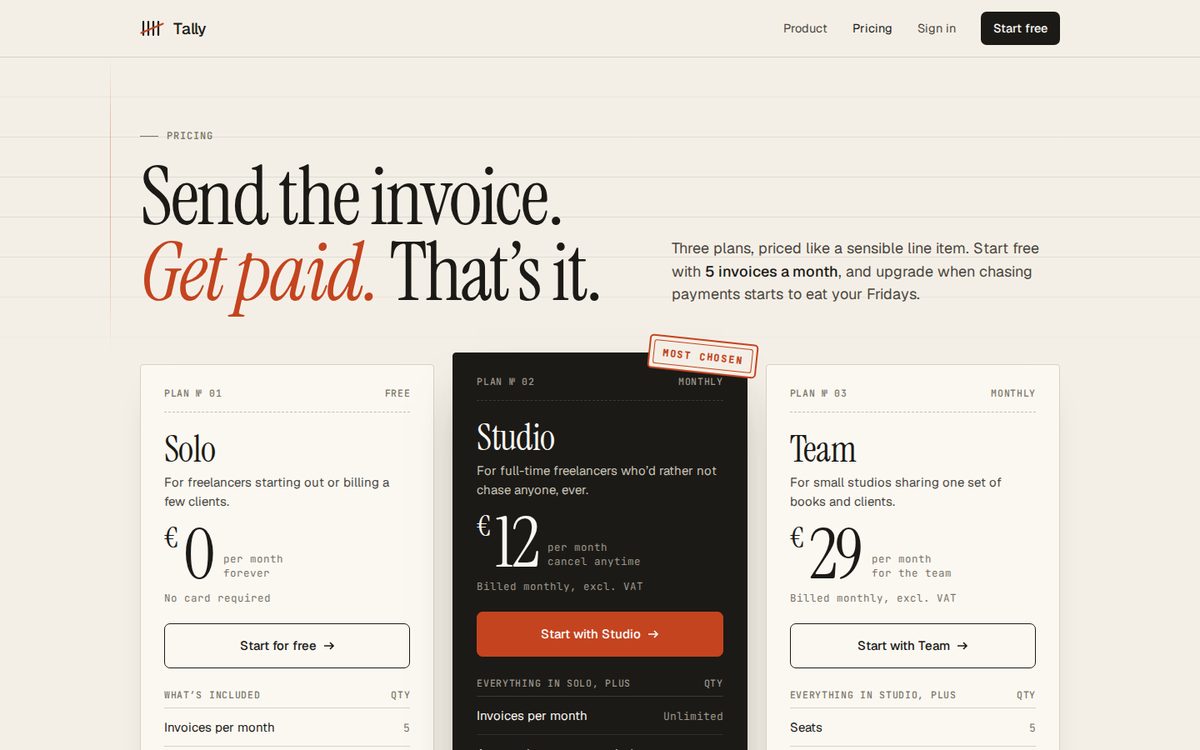 Tally
Product
Pricing
Sign in
Start free
PRICING
Send the invoice.
Get paid. That’s it.
Three plans, priced like a sensible line item. Start free
with 5 invoices a month, and upgrade when chasing
payments starts to eat your Fridays.
MOST CHOSEN
PLAN № 01
FREE
Solo
For freelancers starting out or billing a
few clients.
€0
per month
forever
No card required
Start for free →
WHAT’S INCLUDED
QTY
Invoices per month
5
PLAN № 02
MONTHLY
Studio
For full-time freelancers who’d rather not
chase anyone, ever.
€12
per month
cancel anytime
Billed monthly, excl. VAT
Start with Studio →
EVERYTHING IN SOLO, PLUS
QTY
Invoices per month
Unlimited
PLAN № 03
MONTHLY
Team
For small studios sharing one set of
books and clients.
€29
per month
for the team
Billed monthly, excl. VAT
Start with Team →
EVERYTHING IN STUDIO, PLUS
QTY
Seats
5